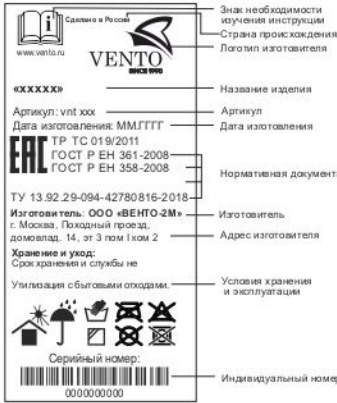 Сделано в России
www.vento.ru
VENTO
SINCE 1990
«xxxxx»
Артикул: vnt xxx
Дата изготовления: ММ.ГГГГ
ЕАС
ТР ТС 019/2011
ГОСТ Р ЕН 361-2008
ГОСТ Р ЕН 358-2008
ТУ 13.92.29-094-42780816-2018
Изготовитель: ООО «ВЕНТО-2М»
г. Москва, Походный проезд,
домовлад. 14, эт 3 пом I ком 2
Хранение и уход:
Срок хранения и службы не
Утилизация с бытовыми отходами.
Серийный номер:
0000000000
Знак необходимости
изучения инструкции
Страна происхождения
Логотип изготовителя
Название изделия
Артикул
Дата изготовления
Нормативная документ
Изготовитель
Адрес изготовителя
Условия хранения
и эксплуатации
Индивидуальный номер